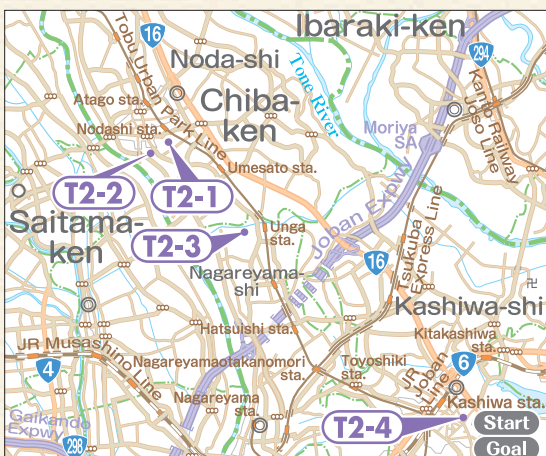 Ibaraki-ken
16
294
Noda-shi
Tobu Urban Park Line
Tone River
Kanto Railway
Joso Line
Atago sta.
Chiba-
ken
Nodashi sta.
Moriya
SA
Umesato sta.
T2-2
T2-1
Saitama-
ken
T2-3
Unga
sta.
Joban Expwy
16
Tsukuba
Express Line
Nagareyama-
shi
Kashiwa-shi
Hatsuishi sta.
Kitakashiwa
sta.
JR Musashino Line
4
Nagareyamaotakanomori
sta.
Toyoshiki
sta.
JR
Joban
Line
6
Nagareyama
sta.
Kashiwa sta.
Gaikando
Expwy
298
T2-4
Start
Goal